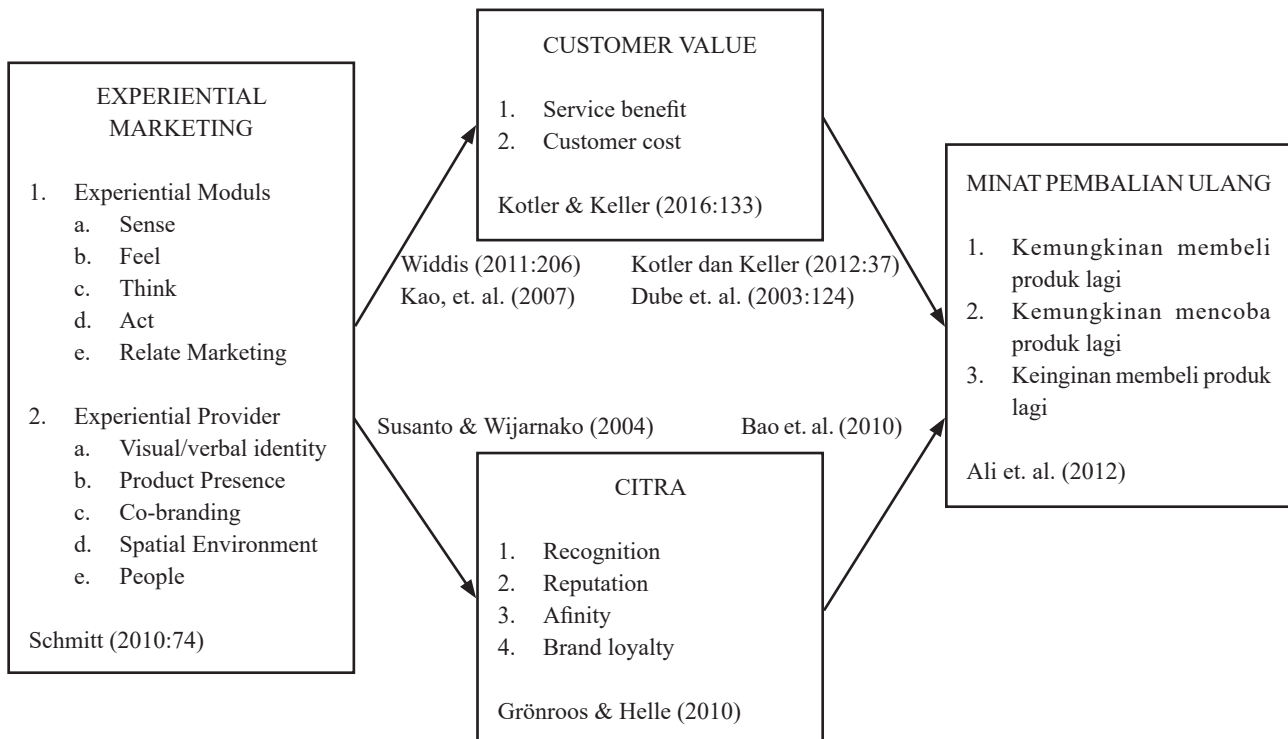 EXPERIENTIAL
MARKETING
1. Experiential Moduls
a. Sense
b. Feel
c. Think
d. Act
e. Relate Marketing
2. Experiential Provider
a. Visual/verbal identity
b. Product Presence
c. Co-branding
d. Spatial Environment
e. People
Schmitt (2010:74)
CUSTOMER VALUE
1. Service benefit
2. Customer cost
Kotler & Keller (2016:133)
Widdis (2011:206)
Kao, et. al. (2007)
Kotler dan Keller (2012:37)
Dube et. al. (2003:124)
Susanto & Wijarnako (2004)
Bao et. al. (2010)
CITRA
1. Recognition
2. Reputation
3. Afinity
4. Brand loyalty
Grönroos & Helle (2010)
MINAT PEMBALIAN ULANG
1. Kemungkinan membeli
produk lagi
2. Kemungkinan mencoba
produk lagi
3. Keinginan membeli produk
lagi
Ali et. al. (2012)